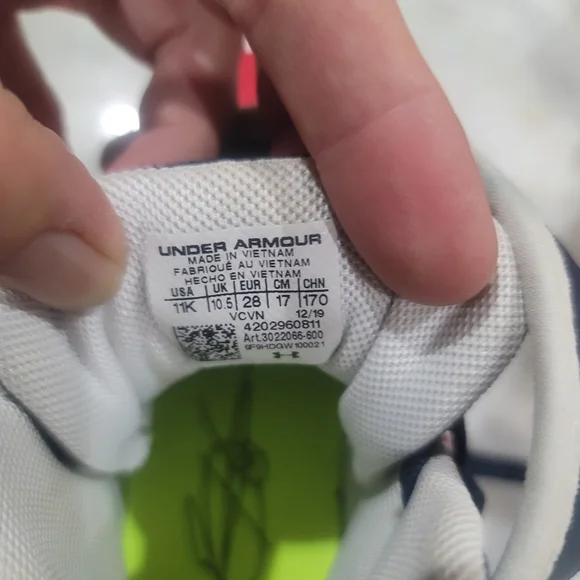 UNDER ARMOUR
MADE IN VIETNAM
FABRIQUÉ AU VIETNAM
HECHO EN VIETNAM
USA UK EUR CM CHN
11K 10.5 28 17 170
VCVN 12/19
4202960811
Art.3022066-600